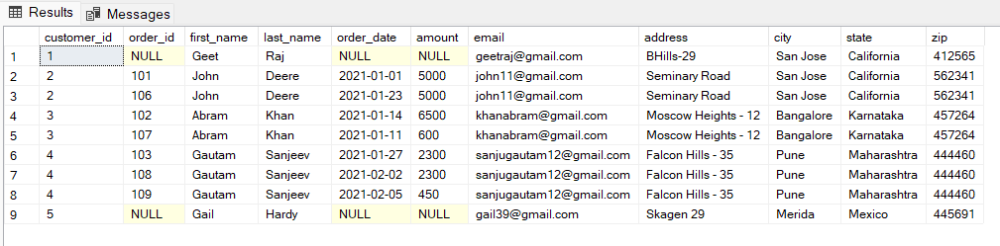 Results Messages
customer_id order_id first_name last_name order_date amount email address city state zip
1 1 NULL Geet Raj NULL NULL geetraj@gmail.com BHills-29 San Jose California 412565
2 2 101 John Deere 2021-01-01 5000 john11@gmail.com Seminary Road San Jose California 562341
3 2 106 John Deere 2021-01-23 5000 john11@gmail.com Seminary Road San Jose California 562341
4 3 102 Abram Khan 2021-01-14 6500 khanabram@gmail.com Moscow Heights - 12 Bangalore Karnataka 457264
5 3 107 Abram Khan 2021-01-11 600 khanabram@gmail.com Moscow Heights - 12 Bangalore Karnataka 457264
6 4 103 Gautam Sanjeev 2021-01-27 2300 sanjugautam12@gmail.com Falcon Hills - 35 Pune Maharashtra 444460
7 4 108 Gautam Sanjeev 2021-02-02 2300 sanjugautam12@gmail.com Falcon Hills - 35 Pune Maharashtra 444460
8 4 109 Gautam Sanjeev 2021-02-05 450 sanjugautam12@gmail.com Falcon Hills - 35 Pune Maharashtra 444460
9 5 NULL Gail Hardy NULL NULL gail39@gmail.com Skagen 29 Merida Mexico 445691